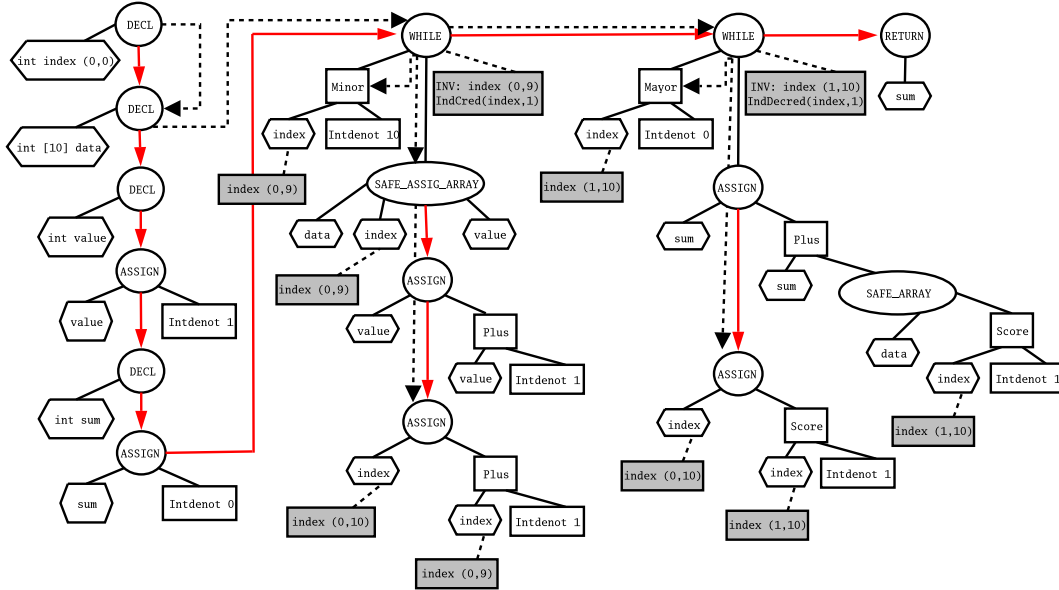 DECL
int index (0,0)
DECL
int [10] data
DECL
int value
ASSIGN
value
Intdenot 1
DECL
int sum
ASSIGN
sum
Intdenot 0
WHILE
Minor
INV: index (0,9)
IndCred(index,1)
index
Intdenot 10
index (0,9)
SAFE_ASSIG_ARRAY
data
index
value
index (0,9)
ASSIGN
value
Plus
value
Intdenot 1
ASSIGN
index
Plus
index (0,10)
index
Intdenot 1
index (0,9)
WHILE
Mayor
INV: index (1,10)
IndDecred(index,1)
index
Intdenot 0
index (1,10)
ASSIGN
sum
Plus
sum
SAFE_ARRAY
data
Score
index
Intdenot 1
index (1,10)
ASSIGN
index
Score
index (0,10)
index
Intdenot 1
index (1,10)
RETURN
sum